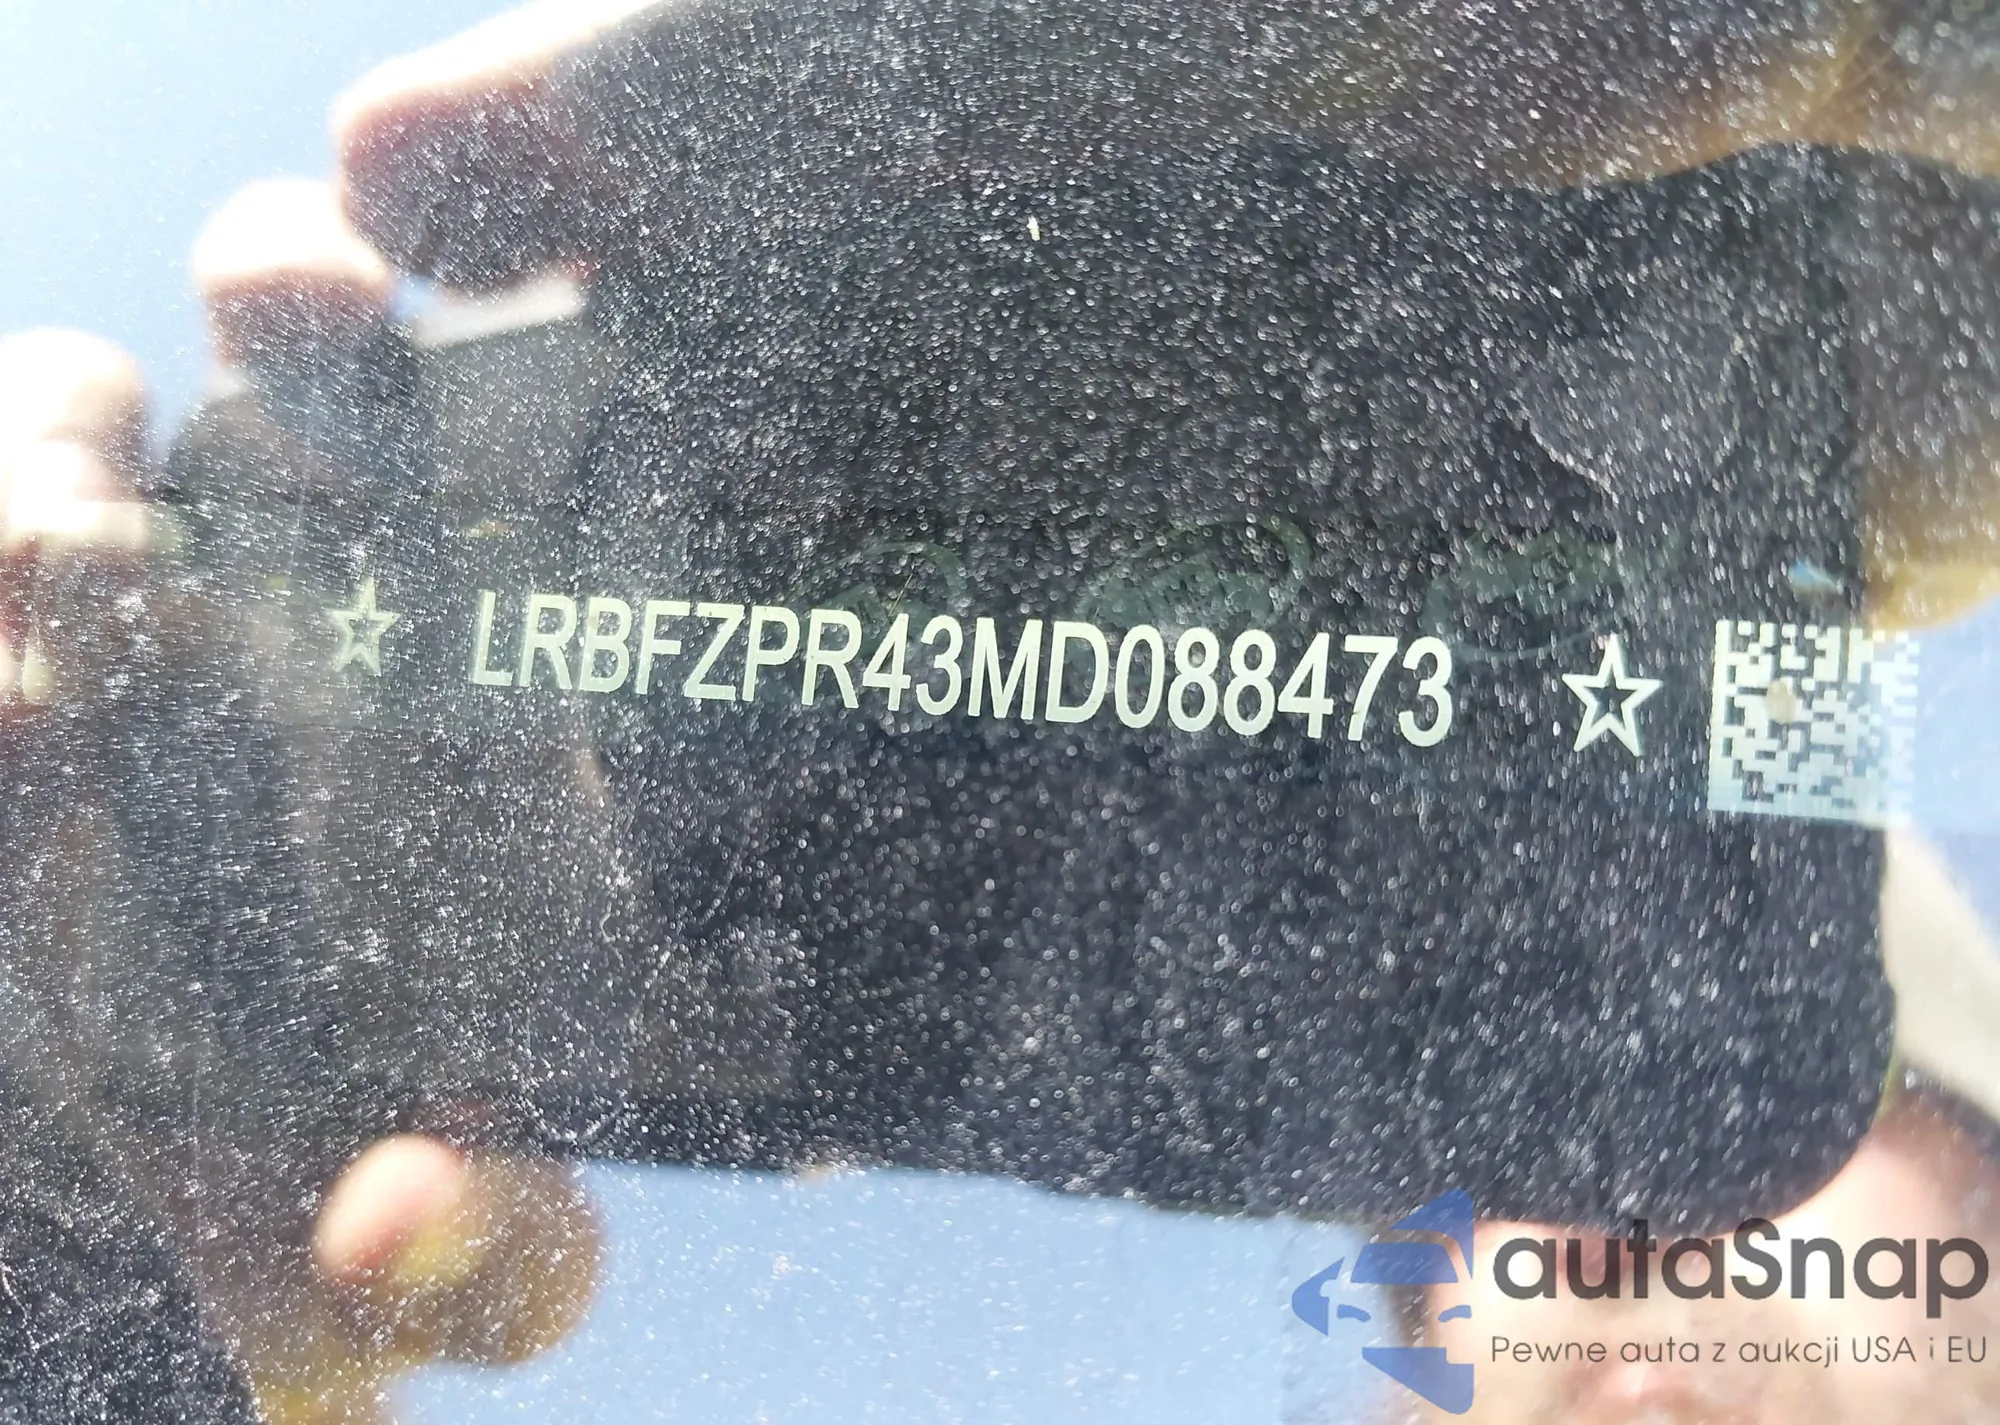 ☆ LRBFZPR43MD088473 ☆
autaSnap
Pewne auta z aukcji USA i EU